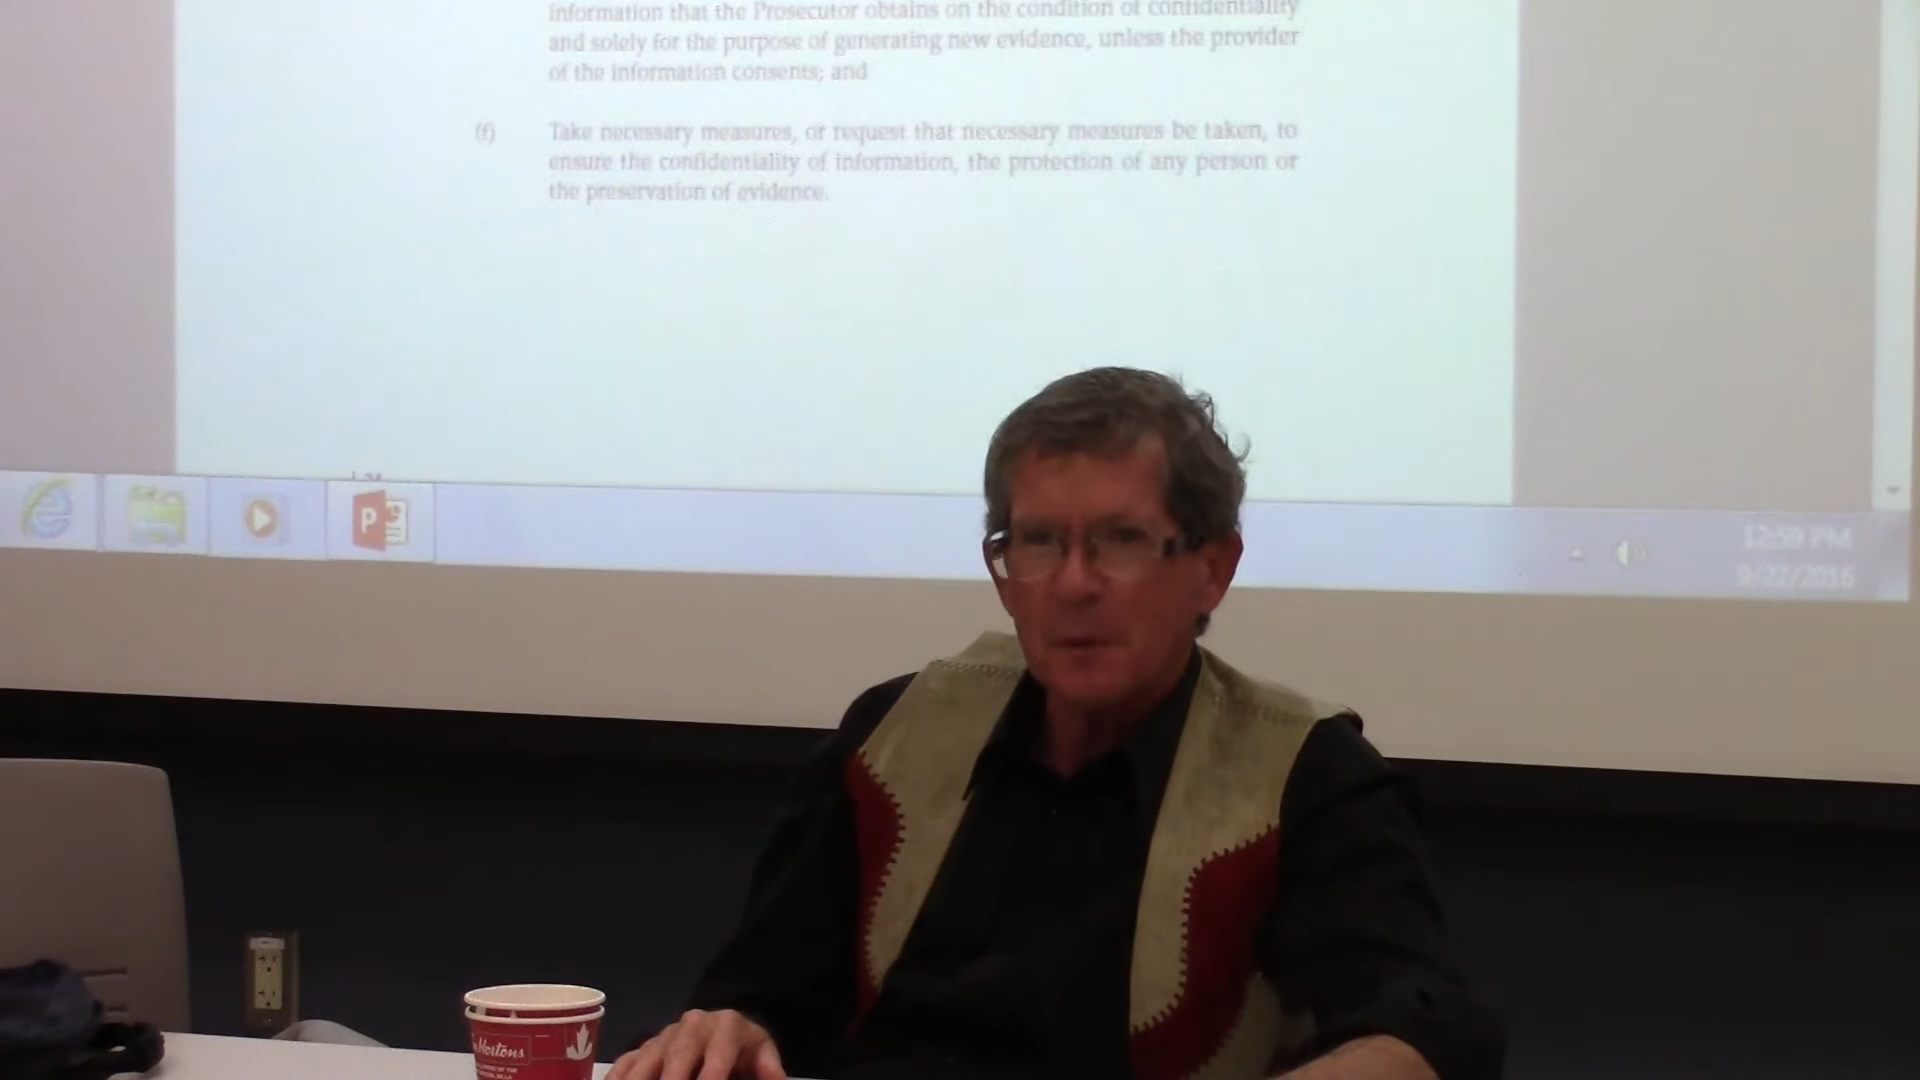 information that the Prosecutor obtains on the condition of confidentiality
and solely for the purpose of generating new evidence, unless the provider
of the information consents; and
(f) Take necessary measures, or request that necessary measures be taken, to
ensure the confidentiality of information, the protection of any person or
the preservation of evidence.
P
12:59 PM
9/22/2016
Hortons